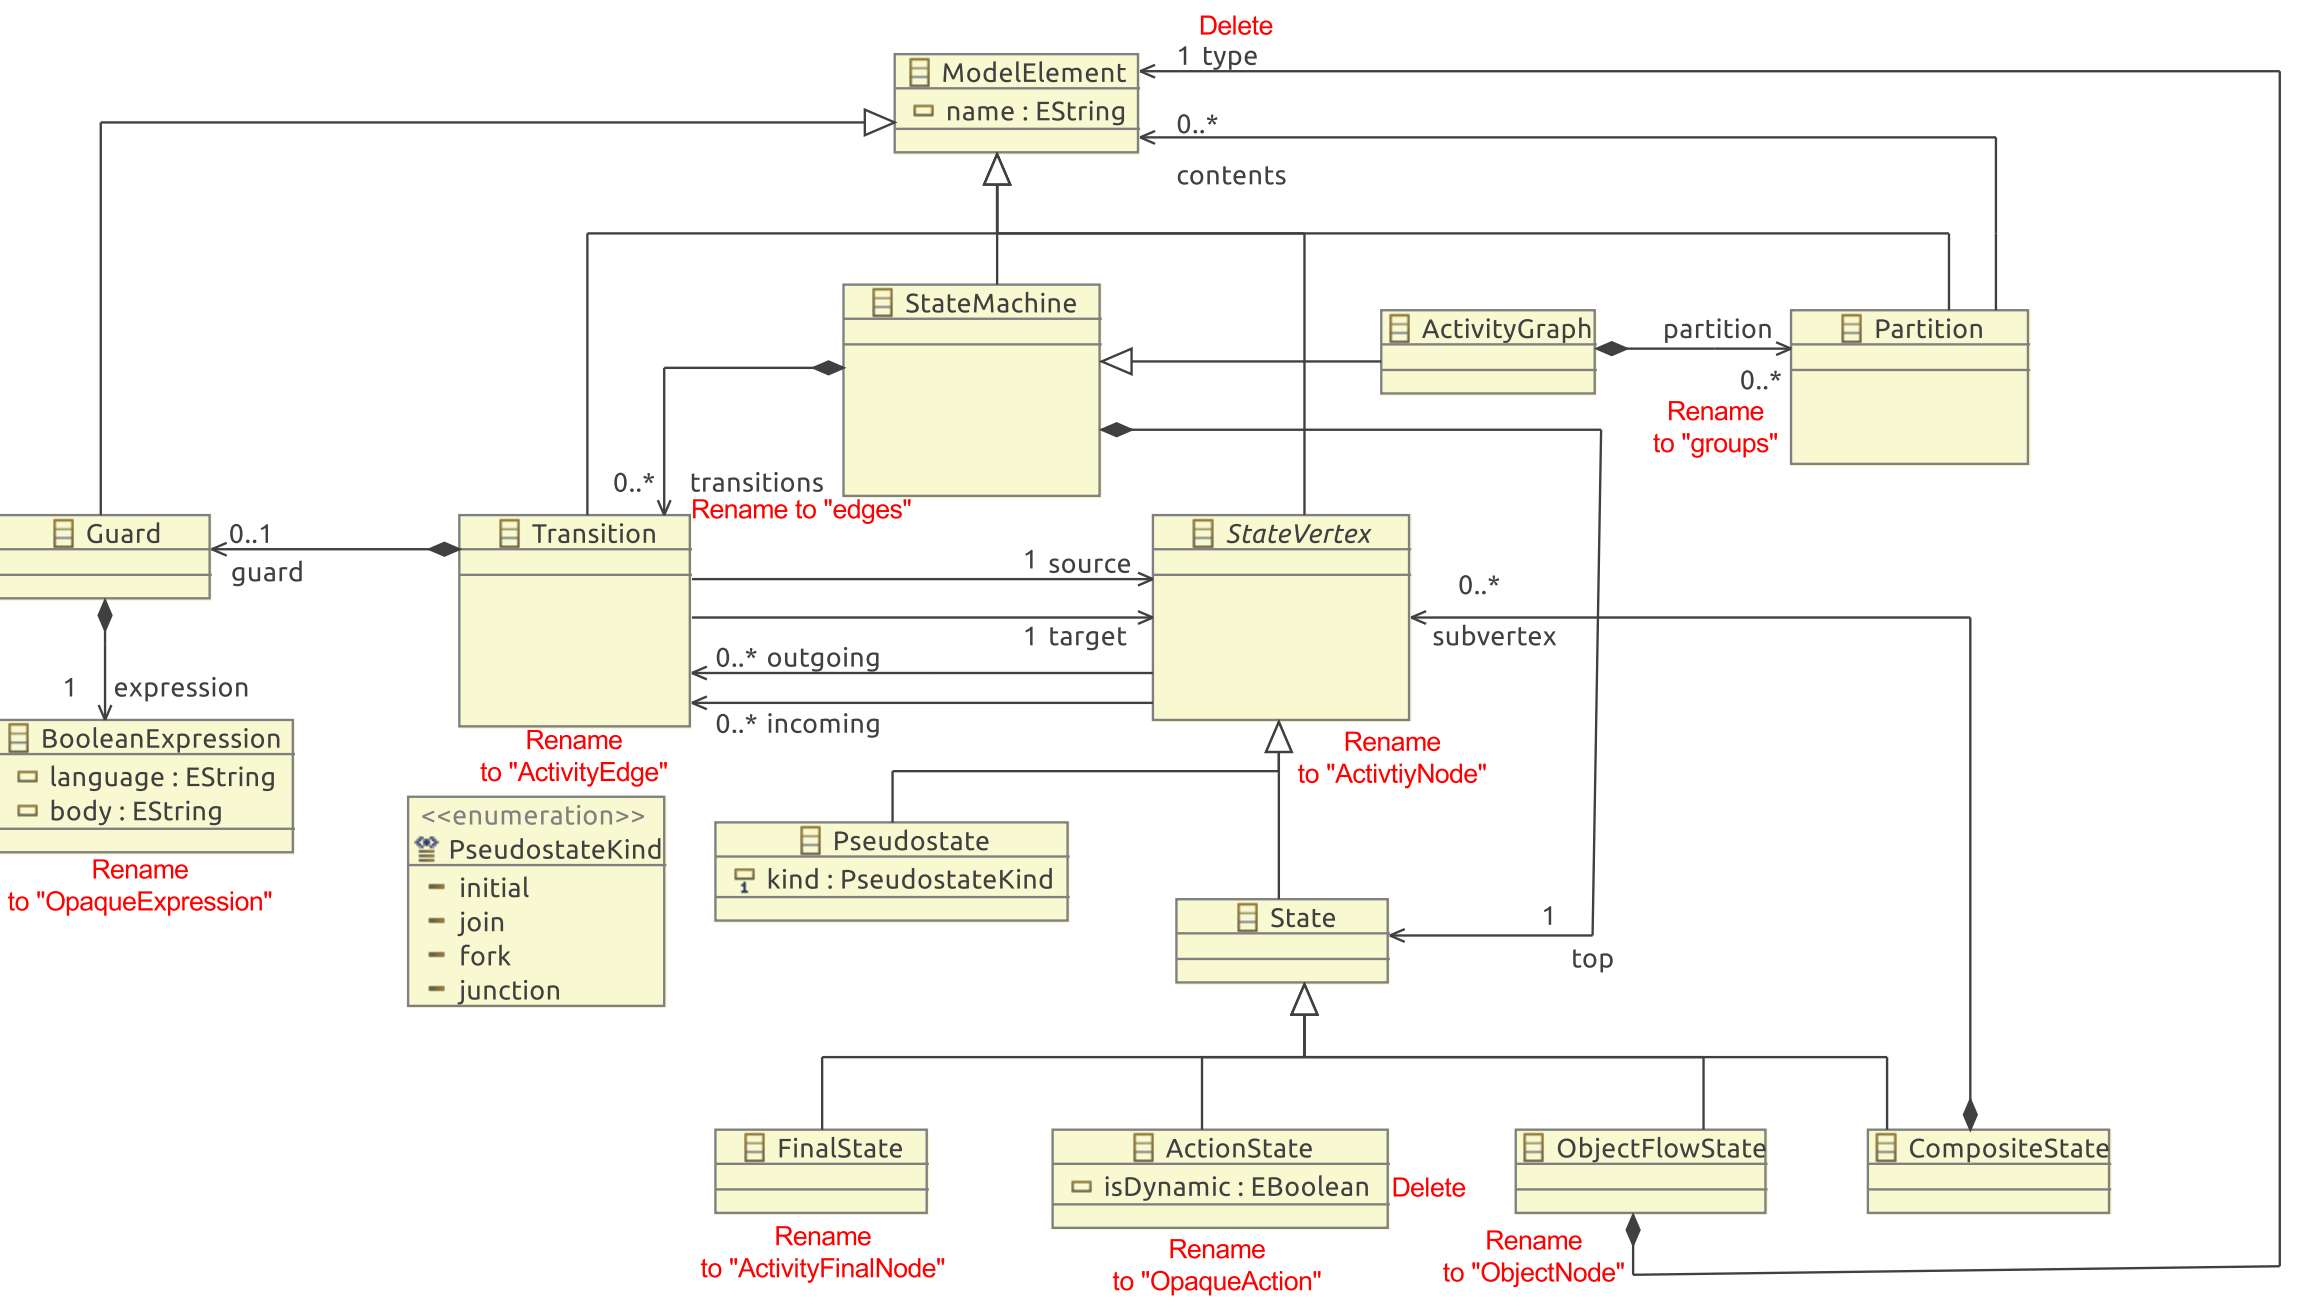 Delete
1 type
ModelElement
name : EString
0..*
contents
StateMachine
ActivityGraph
partition
Partition
0..*
Rename
to "groups"
0..*
transitions
Rename to "edges"
Guard
0..1
guard
Transition
StateVertex
1 source
0..*
1 target
subvertex
0..* outgoing
0..* incoming
1
expression
BooleanExpression
language : EString
body : EString
Rename
to "OpaqueExpression"
Rename
to "ActivityEdge"
Rename
to "ActivtiyNode"
<<enumeration>>
PseudostateKind
initial
join
fork
junction
Pseudostate
kind : PseudostateKind
1
State
1
top
FinalState
ActionState
isDynamic : EBoolean
Delete
ObjectFlowState
CompositeState
Rename
to "ActivityFinalNode"
Rename
to "OpaqueAction"
Rename
to "ObjectNode"